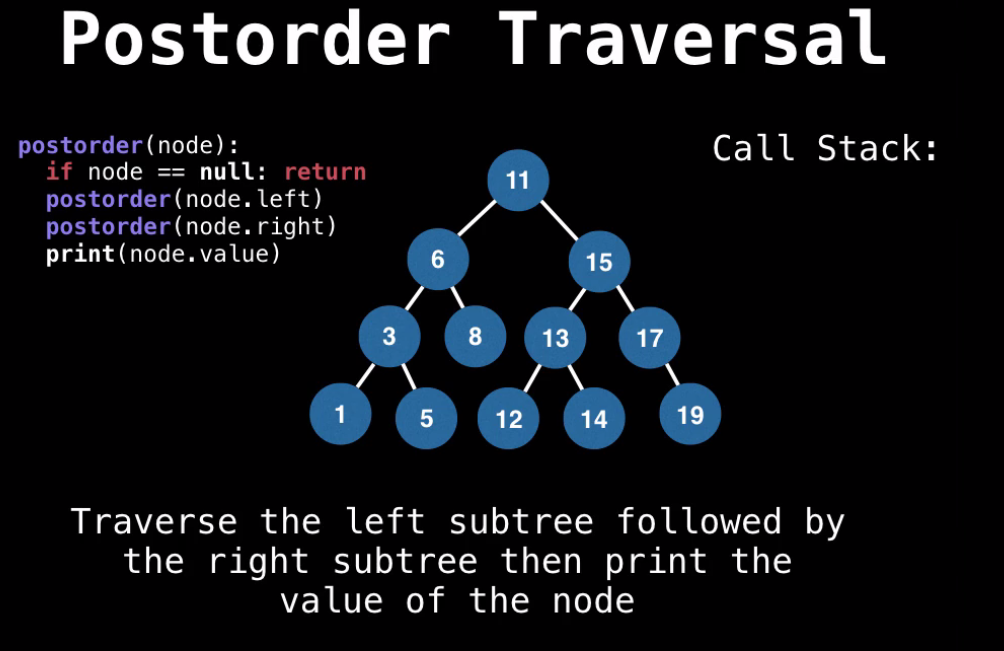 Postorder Traversal
postorder(node):
if node == null: return
postorder(node.left)
postorder(node.right)
print(node.value)
Call Stack:
11
6
15
3
8
13
17
1
5
12
14
19
Traverse the left subtree followed by
the right subtree then print the
value of the node